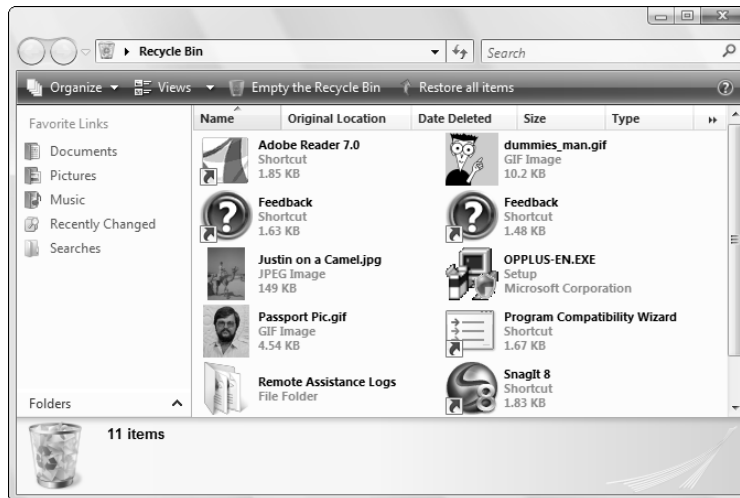 Recycle Bin
Search
Organize Views Empty the Recycle Bin Restore all items
Favorite Links
Documents
Pictures
Music
Recently Changed
Searches
Folders
Name Original Location Date Deleted Size Type
Adobe Reader 7.0
Shortcut
1.85 KB
dummies_man.gif
GIF Image
10.2 KB
Feedback
Shortcut
1.63 KB
Feedback
Shortcut
1.48 KB
Justin on a Camel.jpg
JPEG Image
149 KB
OPPLUS-EN.EXE
Setup
Microsoft Corporation
Passport Pic.gif
GIF Image
4.54 KB
Program Compatibility Wizard
Shortcut
1.67 KB
Remote Assistance Logs
File Folder
SnagIt 8
Shortcut
1.83 KB
11 items